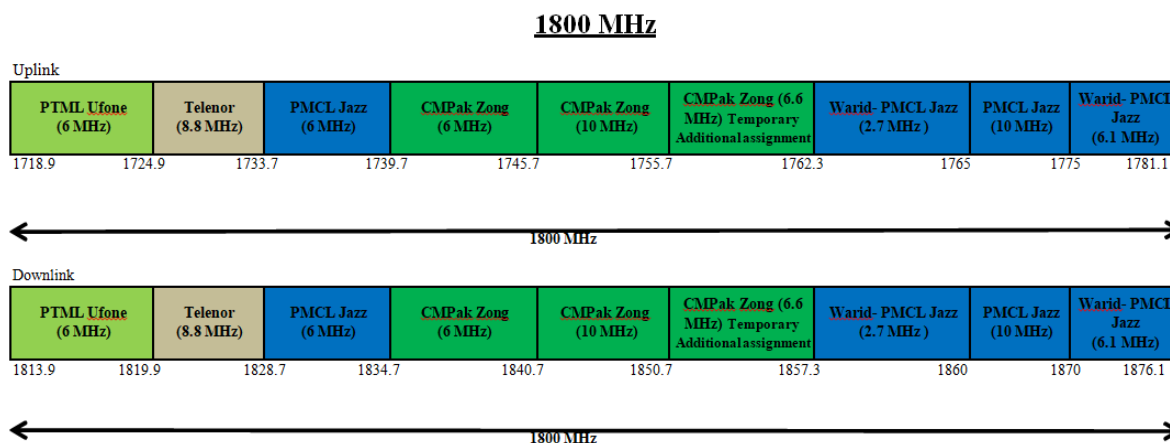 1800 MHz
Uplink
PTML Ufone
(6 MHz)
Telenor
(8.8 MHz)
PMCL Jazz
(6 MHz)
CMPak Zong
(6 MHz)
CMPak Zong
(10 MHz)
CMPak Zong (6.6
MHz) Temporary
Additional assignment
Warid- PMCL Jazz
(2.7 MHz )
PMCL Jazz
(10 MHz)
Warid- PMCL
Jazz
(6.1 MHz)
1718.9 1724.9 1733.7 1739.7 1745.7 1755.7 1762.3 1765 1775 1781.1
1800 MHz
Downlink
PTML Ufone
(6 MHz)
Telenor
(8.8 MHz)
PMCL Jazz
(6 MHz)
CMPak Zong
(6 MHz)
CMPak Zong
(10 MHz)
CMPak Zong (6.6
MHz) Temporary
Additional assignment
Warid- PMCL Jazz
(2.7 MHz )
PMCL Jazz
(10 MHz)
Warid- PMCL
Jazz
(6.1 MHz)
1813.9 1819.9 1828.7 1834.7 1840.7 1850.7 1857.3 1860 1870 1876.1
1800 MHz